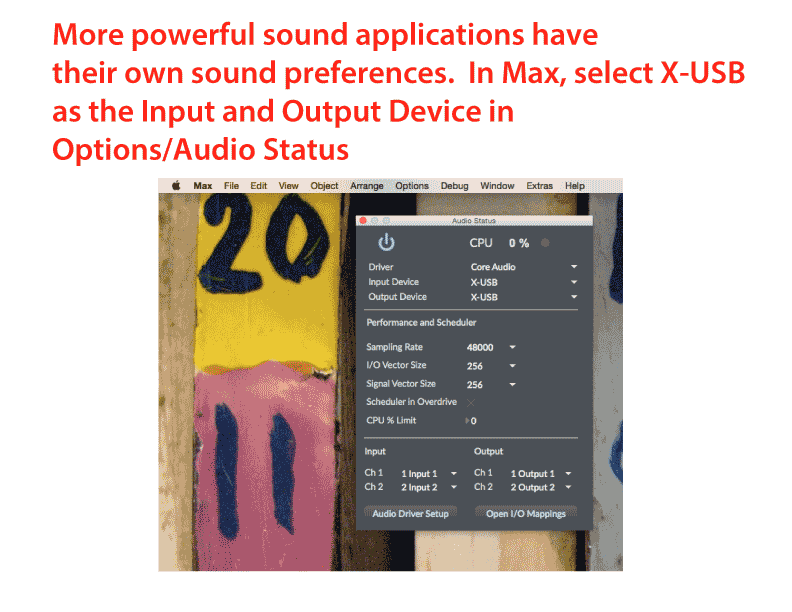 More powerful sound applications have
their own sound preferences.  In Max, select X-USB
as the Input and Output Device in
Options/Audio Status
Max File Edit View Object Arrange Options Debug Window Extras Help
Audio Status
CPU 0 %
Driver Core Audio
Input Device X-USB
Output Device X-USB
Performance and Scheduler
Sampling Rate 48000
I/O Vector Size 256
Signal Vector Size 256
Scheduler in Overdrive
CPU % Limit 0
Input Output
Ch 1 1 Input 1 Ch 1 1 Output 1
Ch 2 2 Input 2 Ch 2 2 Output 2
Audio Driver Setup Open I/O Mappings
20
11